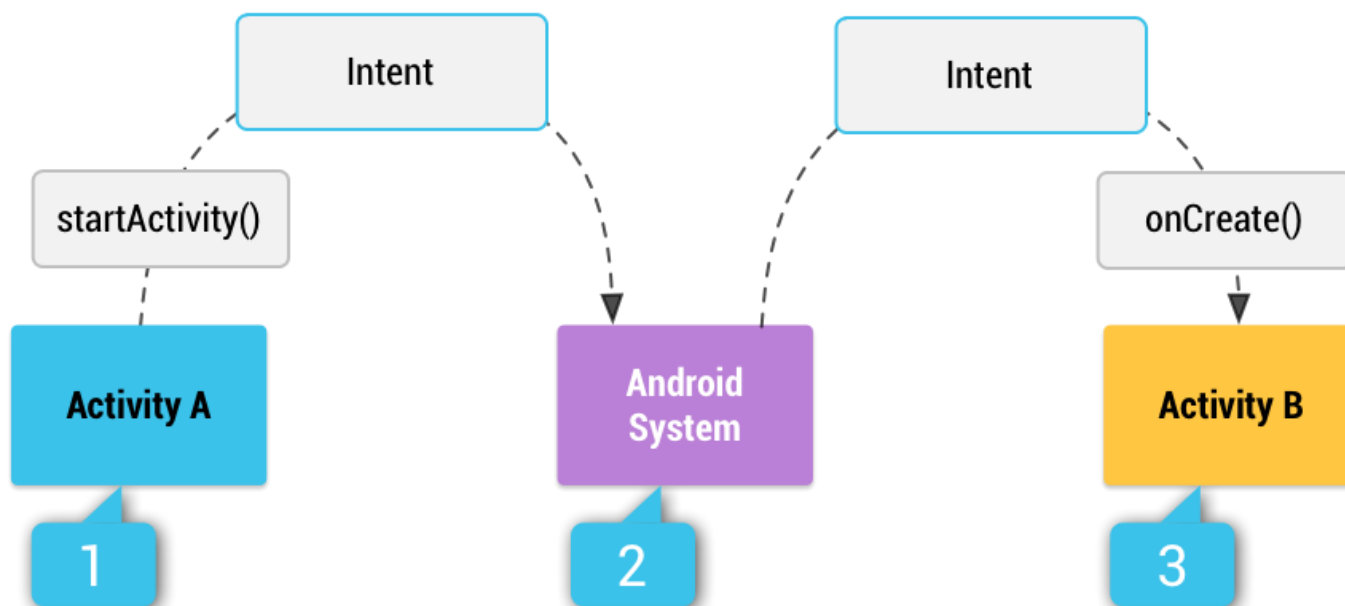 Intent
Intent
startActivity()
onCreate()
Activity A
Android
System
Activity B
1
2
3